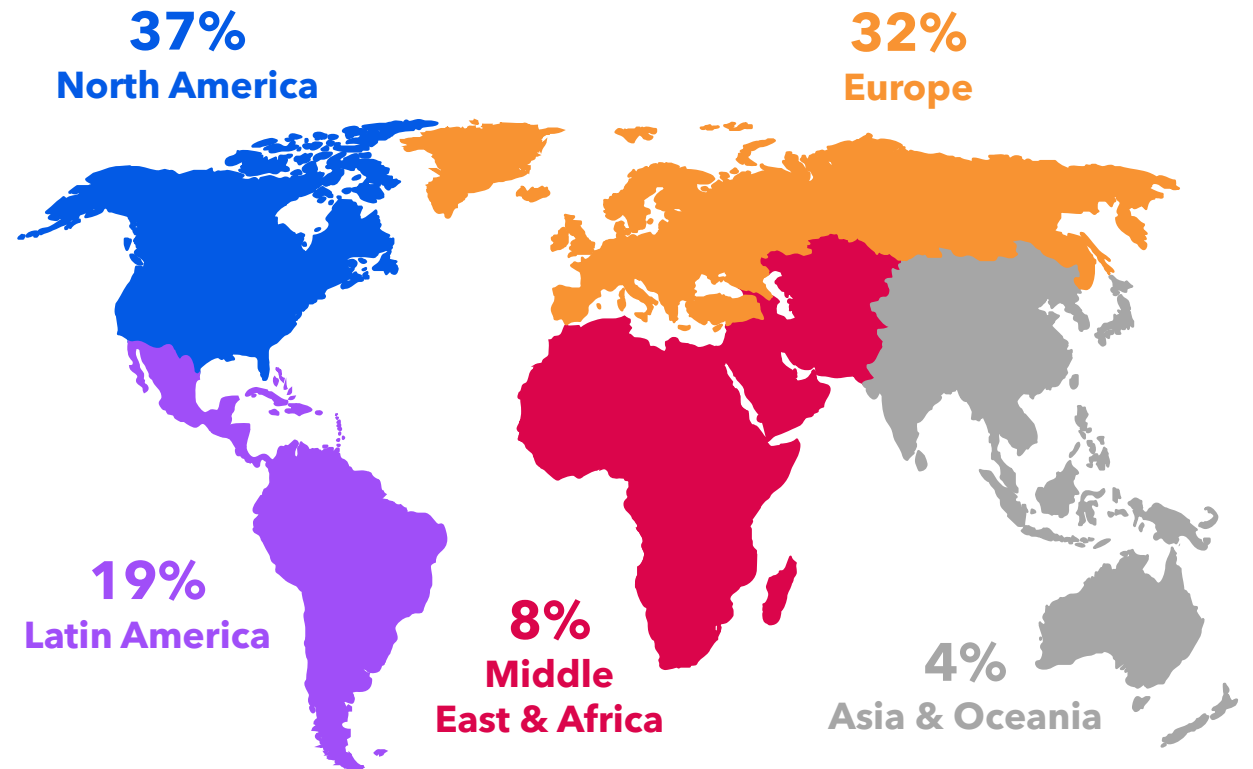 37%
North America
32%
Europe
19%
Latin America
8%
Middle
East & Africa
4%
Asia & Oceania